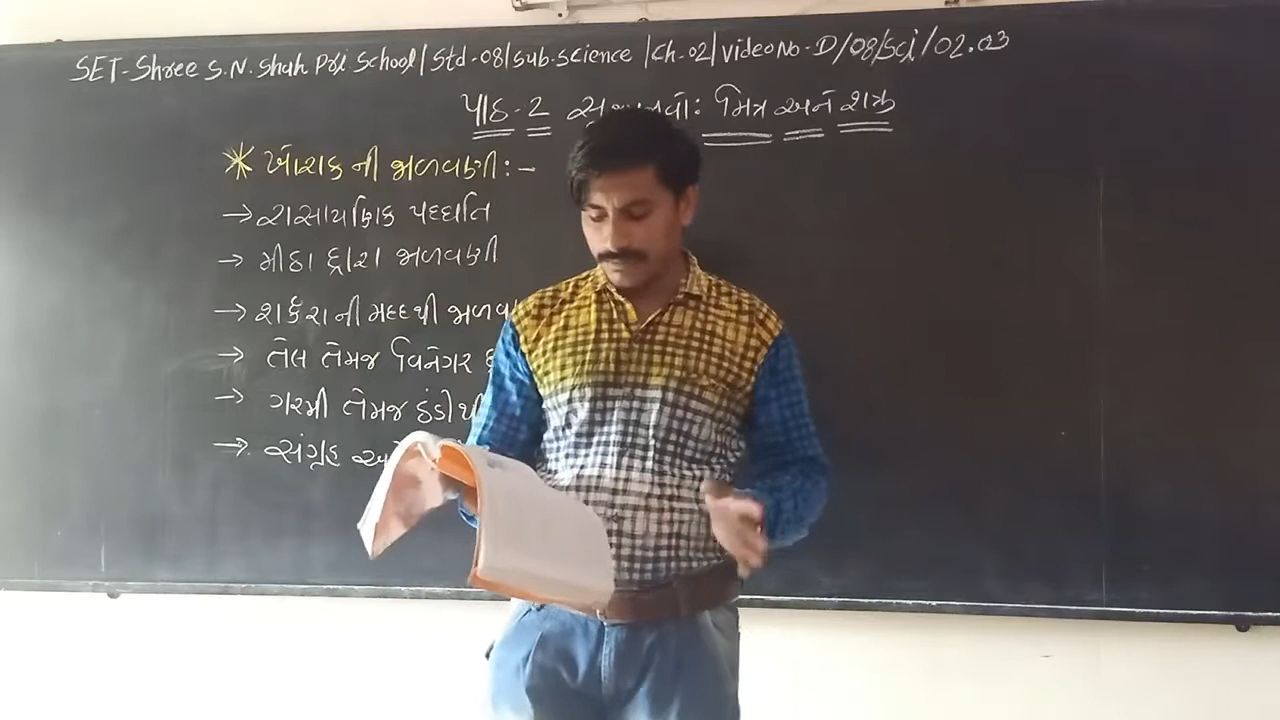 SET-Shree S.N.Shah Pri School/Std-08/Sub.Science/Ch-02/Video No-D/08/Sci/02.03
પાઠ-2 મિત્ર અને શત્રુ
* ખોરાક ની જાળવણી:-
→ રાસાયણિક પદ્ધતિ
→ મીઠા દ્વારા જાળવણી
→ શર્કરા ની મદદથી
→ તેલ તેમજ વિનેગર
→ ગરમી તેમજ ઠંડીથી
→ સંગ્રહ